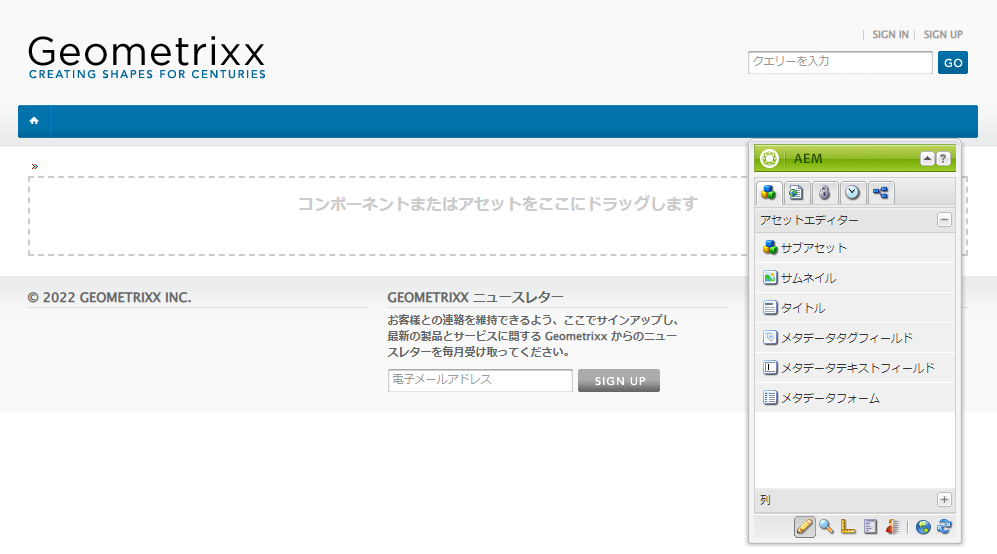 SIGN IN
SIGN UP
Geometrixx
CREATING SHAPES FOR CENTURIES
クエリーを入力
GO
»
コンポーネントまたはアセットをここにドラッグします
AEM
?
アセットエディター
サブアセット
サムネイル
タイトル
メタデータタグフィールド
メタデータテキストフィールド
メタデータフォーム
列
© 2022 GEOMETRIXX INC.
GEOMETRIXX ニュースレター
お客様との連絡を維持できるよう、ここでサインアップし、
最新の製品とサービスに関する Geometrixx からのニュー
スレターを毎月受け取ってください。
電子メールアドレス
SIGN UP